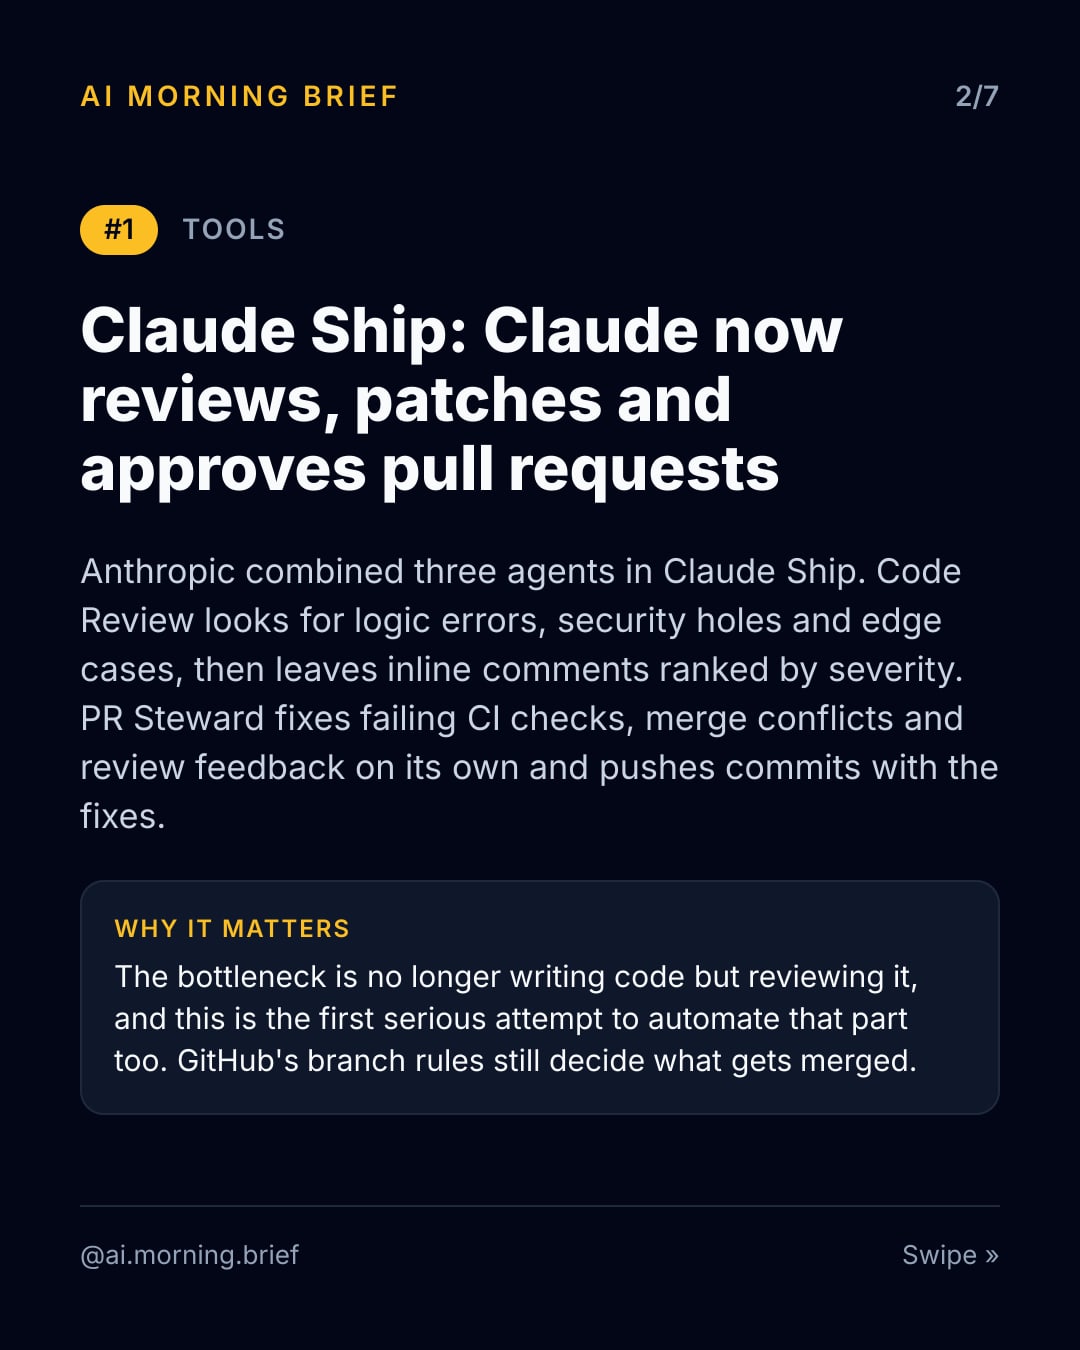 AI MORNING BRIEF
2/7
#1
TOOLS
Claude Ship: Claude now
reviews, patches and
approves pull requests
Anthropic combined three agents in Claude Ship. Code
Review looks for logic errors, security holes and edge
cases, then leaves inline comments ranked by severity.
PR Steward fixes failing CI checks, merge conflicts and
review feedback on its own and pushes commits with the
fixes.
WHY IT MATTERS
The bottleneck is no longer writing code but reviewing it,
and this is the first serious attempt to automate that part
too. GitHub's branch rules still decide what gets merged.
@ai.morning.brief
Swipe »